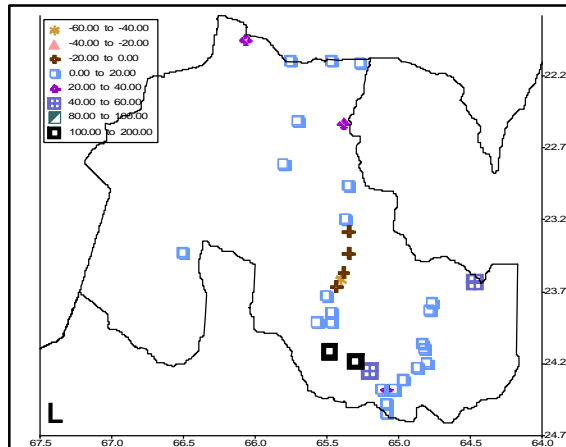 -60.00 to -40.00
-40.00 to -20.00
-20.00 to 0.00
0.00 to 20.00
20.00 to 40.00
40.00 to 60.00
80.00 to 100.00
100.00 to 200.00
22.2
22.7
23.2
23.7
24.2
24.7
L
67.5 67.0 66.5 66.0 65.5 65.0 64.5 64.0